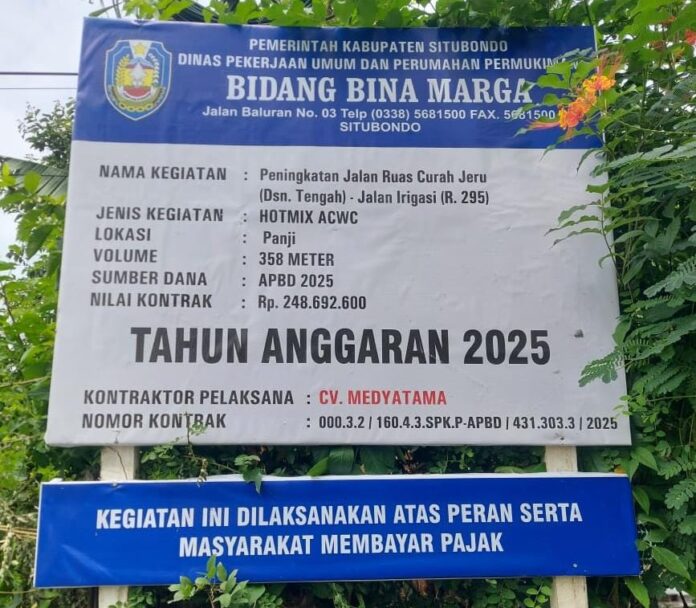 PEMERINTAH KABUPATEN SITUBONDO
DINAS PEKERJAAN UMUM DAN PERUMAHAN PERMUKIMAN
BIDANG BINA MARGA
Jalan Baluran No. 03 Telp (0338) 5681500 FAX. 5681500
SITUBONDO
NAMA KEGIATAN : Peningkatan Jalan Ruas Curah Jeru
(Dsn. Tengah) - Jalan Irigasi (R. 295)
JENIS KEGIATAN : HOTMIX ACWC
LOKASI : Panji
VOLUME : 358 METER
SUMBER DANA : APBD 2025
NILAI KONTRAK : Rp. 248.692.600
TAHUN ANGGARAN 2025
KONTRAKTOR PELAKSANA : CV. MEDYATAMA
NOMOR KONTRAK : 000.3.2 / 160.4.3.SPK.P-APBD / 431.303.3 / 2025
KEGIATAN INI DILAKSANAKAN ATAS PERAN SERTA
MASYARAKAT MEMBAYAR PAJAK